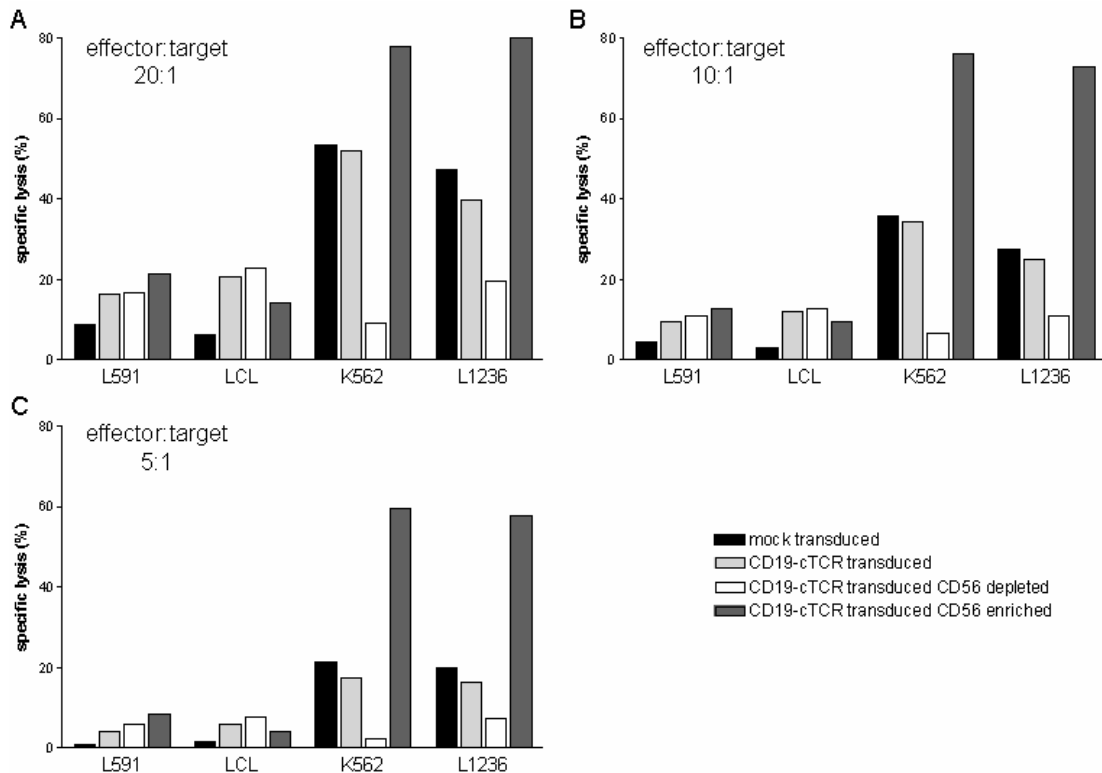 A
effector:target
20:1
specific lysis (%)
80
60
40
20
0
L591 LCL K562 L1236
B
effector:target
10:1
specific lysis (%)
80
60
40
20
0
L591 LCL K562 L1236
C
effector:target
5:1
specific lysis (%)
80
60
40
20
0
L591 LCL K562 L1236
mock transduced
CD19-cTCR transduced
CD19-cTCR transduced CD56 depleted
CD19-cTCR transduced CD56 enriched